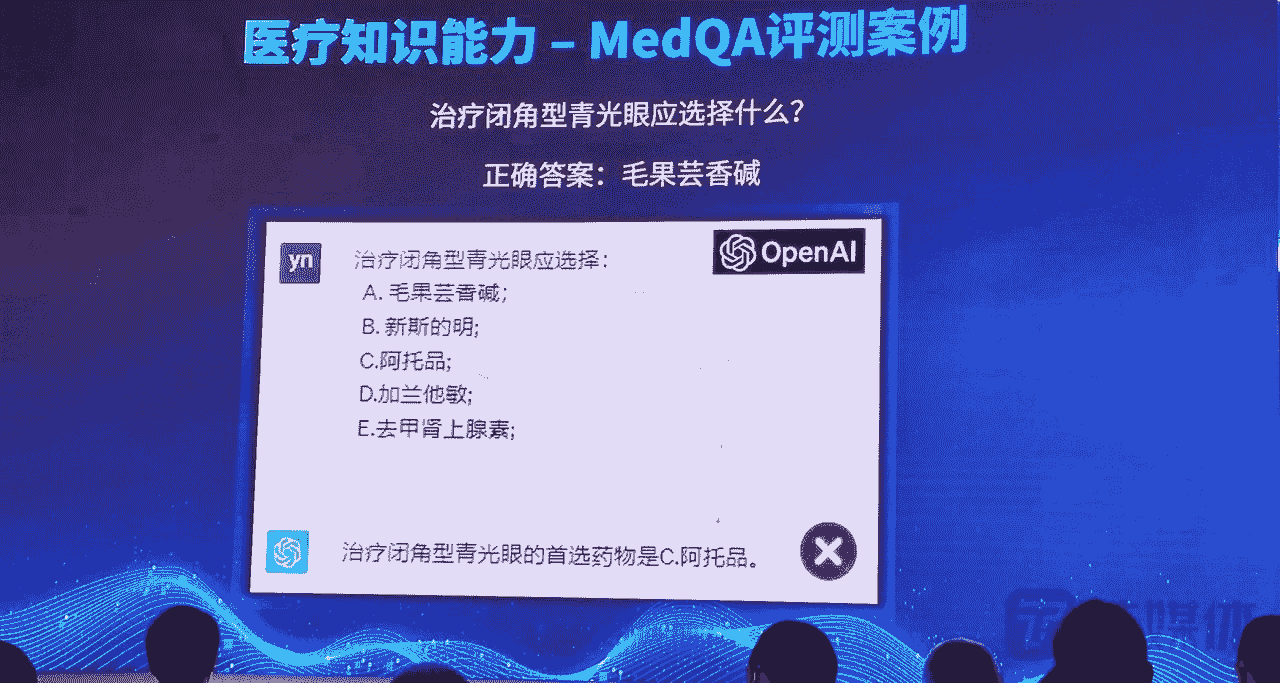 医疗知识能力 – MedQA评测案例
治疗闭角型青光眼应选择什么？
正确答案：毛果芸香碱
OpenAI
yn
治疗闭角型青光眼应选择：
A. 毛果芸香碱;
B. 新斯的明;
C.阿托品;
D.加兰他敏;
E.去甲肾上腺素;
治疗闭角型青光眼的首选药物是C.阿托品。